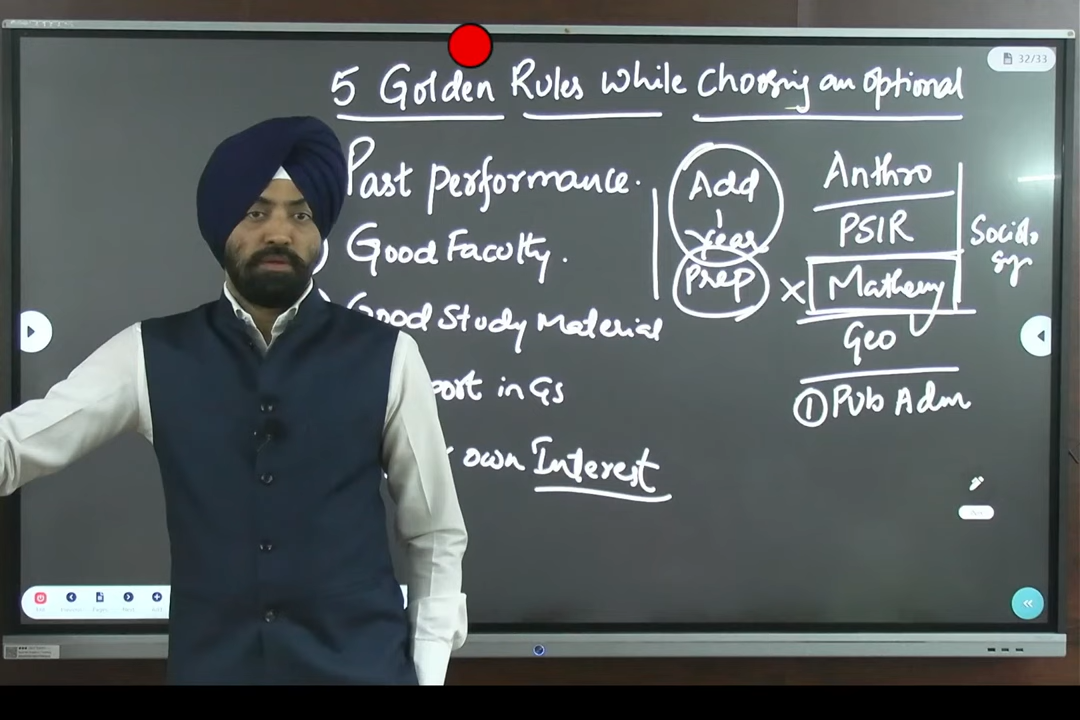 32/33
5 Golden Rules While Choosing an optional
Past performance.
Good Faculty.
Good Study Material
port in GS
own Interest
Add
1
Year
Prep
Anthro
PSIR
× Mathem
Geo
① Pub Adm
Sociology